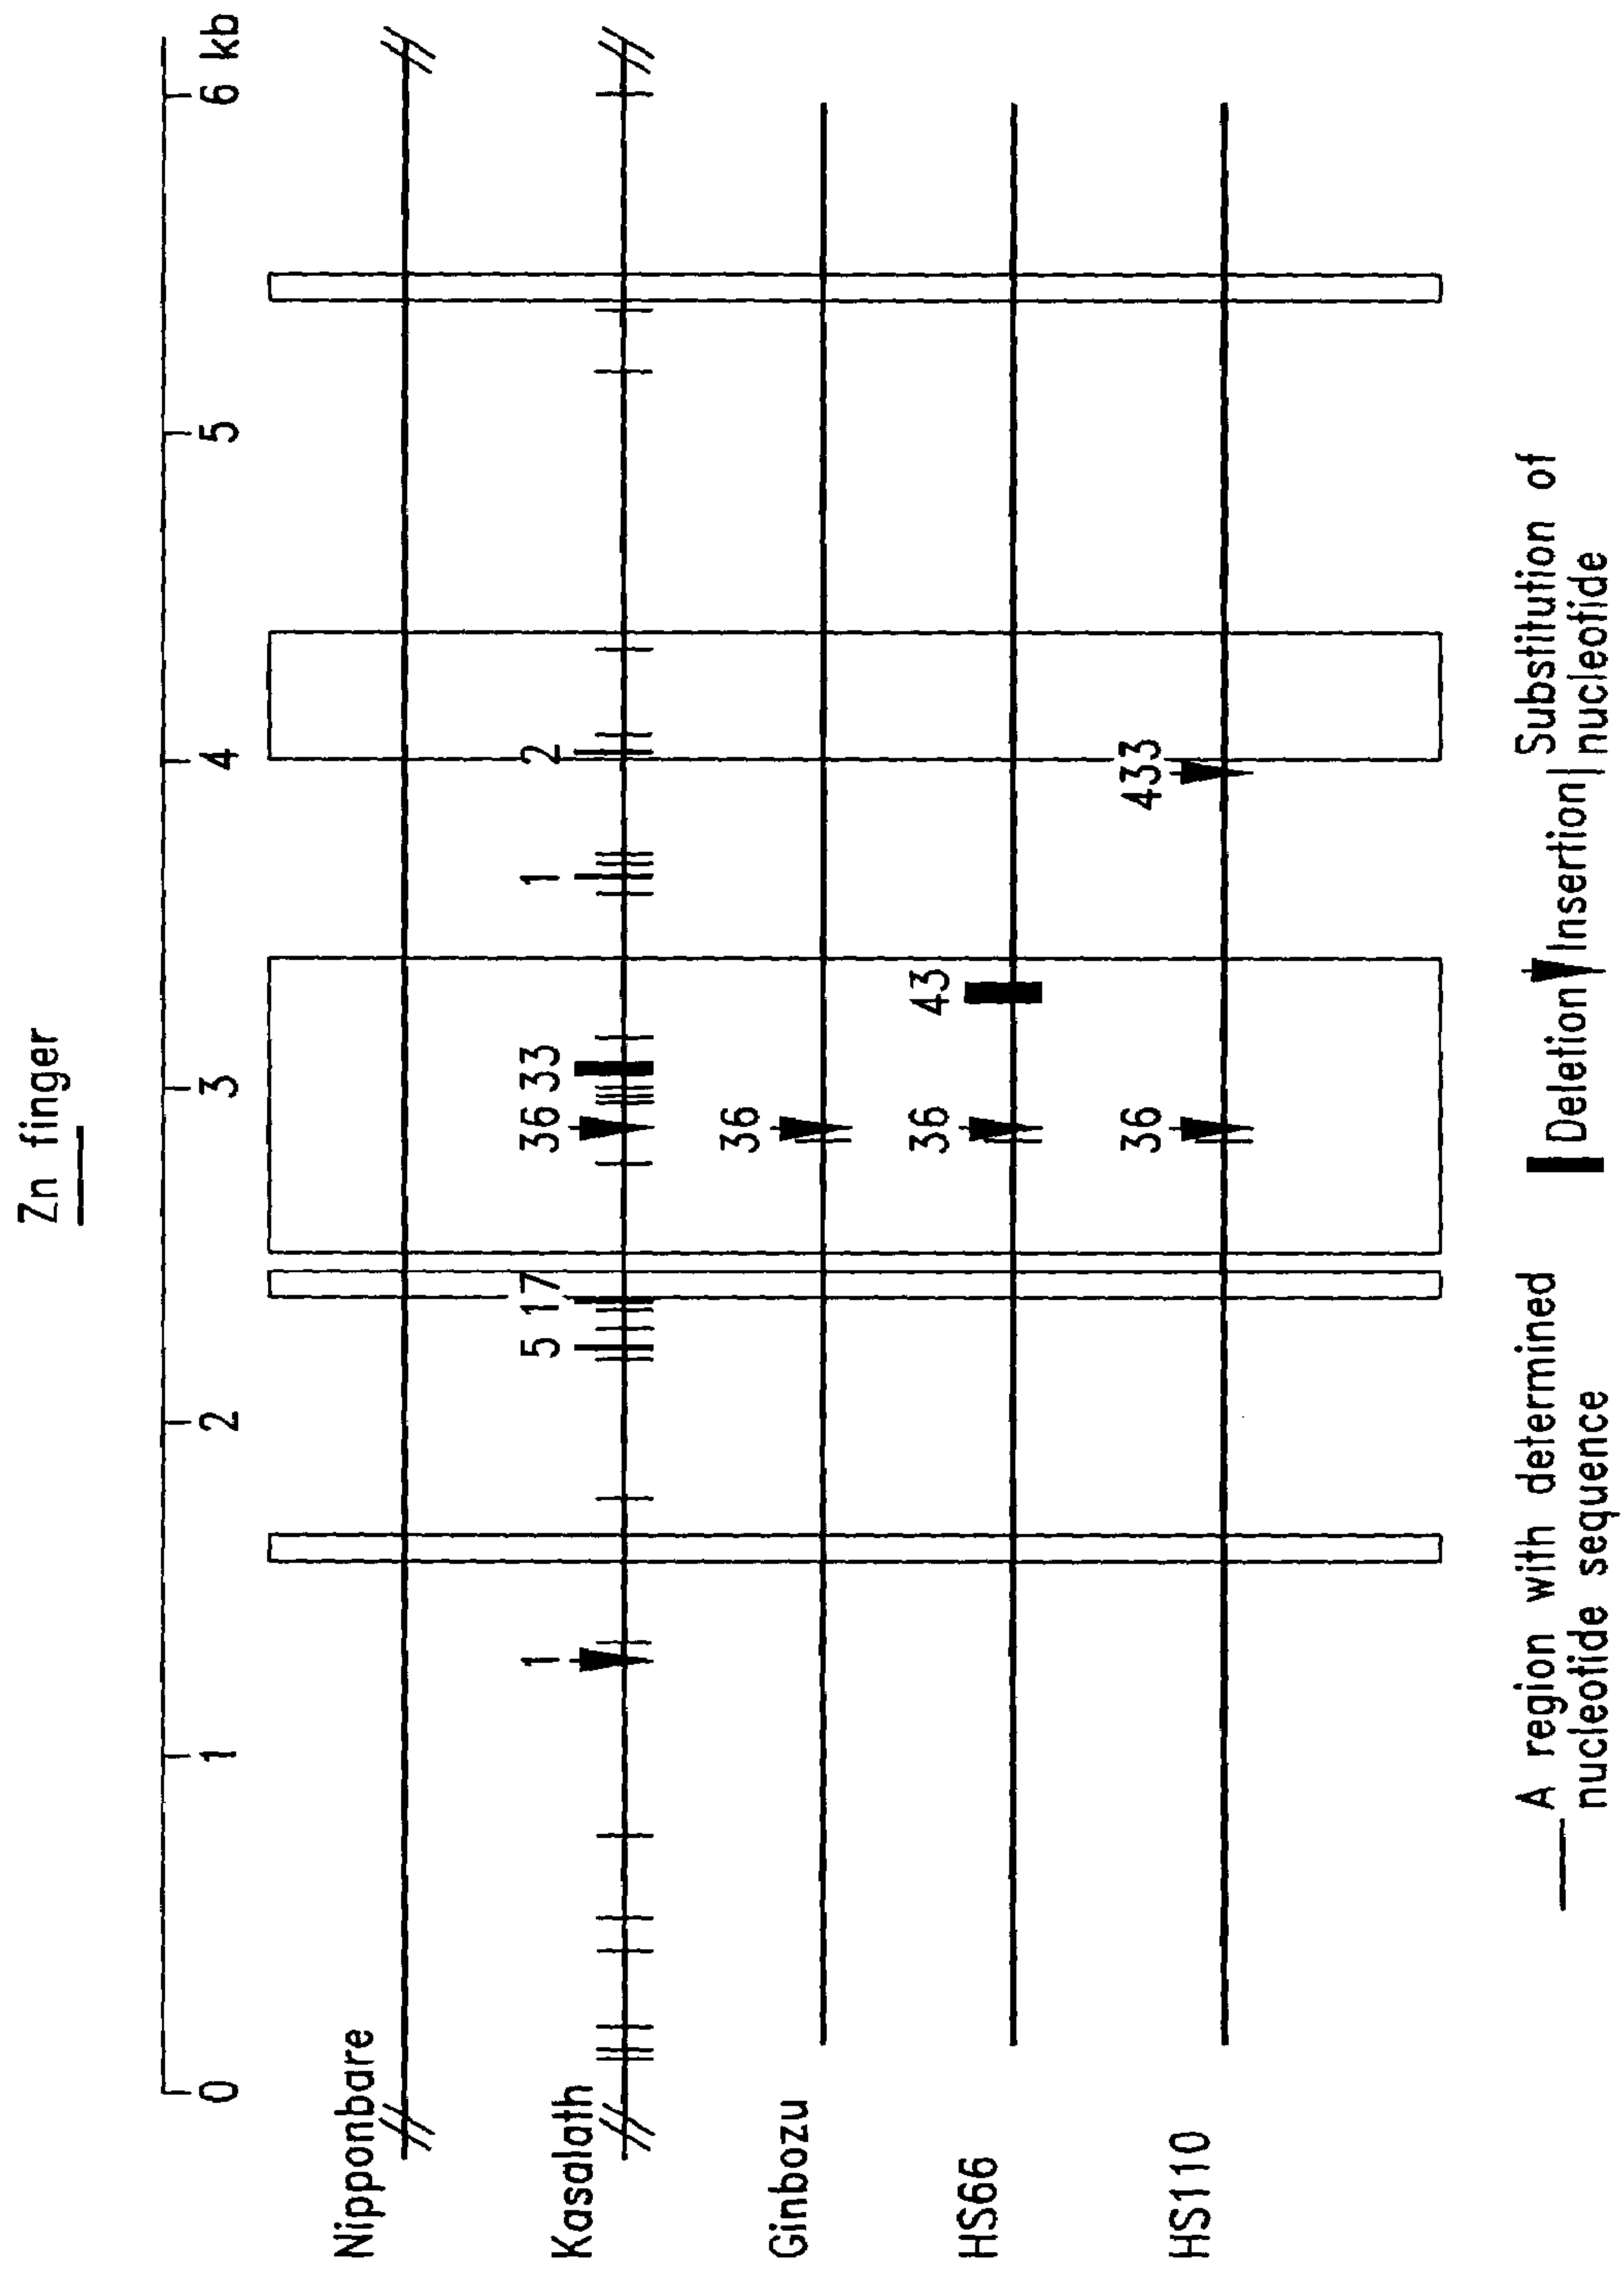 Zn finger
0 1 2 3 4 5 6 kb
Nipponbare
Kasalath
1 5 17 36 33 1 2
Ginbozu
36
HS66
36 43
HS110
36 433
A region with determined
nucleotide sequence
Deletion
Insertion
Substitution of
nucleotide